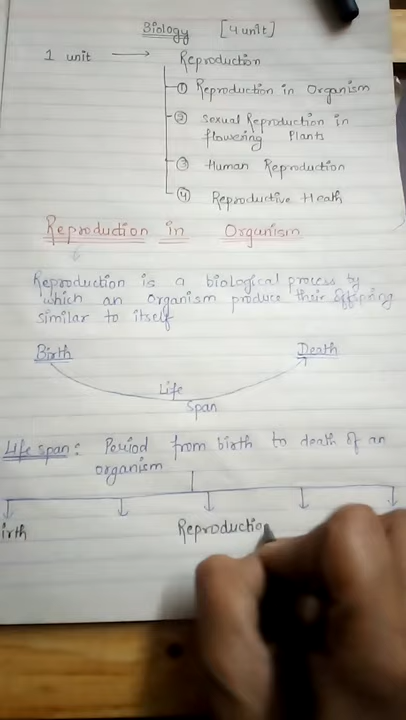 Biology [4 unit]
1 unit → Reproduction
① Reproduction in Organism
② Sexual Reproduction in
flowering Plants
③ Human Reproduction
④ Reproductive Heath
Reproduction in Organism
Reproduction is a biological process by
which an organism produce their offspring
similar to itself
Birth Death
Life
Span
Life span: Period from birth to death of an
organism
irth Reproductio